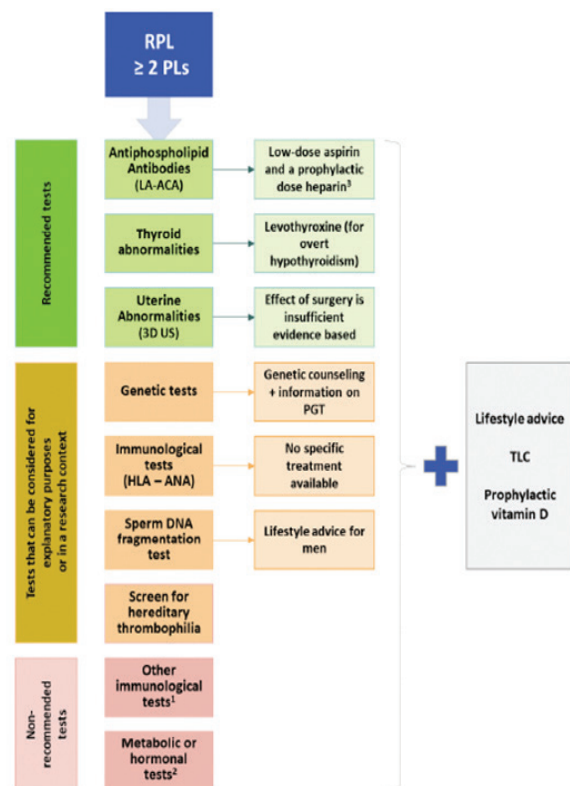 RPL
≥ 2 PLs
Recommended tests
Antiphospholipid
Antibodies
(LA-ACA)
Low-dose aspirin
and a prophylactic
dose heparin³
Thyroid
abnormalities
Levothyroxine (for
overt
hypothyroidism)
Uterine
Abnormalities
(3D US)
Effect of surgery is
insufficient
evidence based
Tests that can be considered for
explanatory purposes
or in a research context
Genetic tests
Genetic counseling
+ information on
PGT
Immunological
tests
(HLA – ANA)
No specific
treatment
available
Sperm DNA
fragmentation
test
Lifestyle advice for
men
Screen for
hereditary
thrombophilia
Non-
recommended
tests
Other
immunological
tests¹
Metabolic or
hormonal
tests²
Lifestyle advice
TLC
Prophylactic
vitamin D